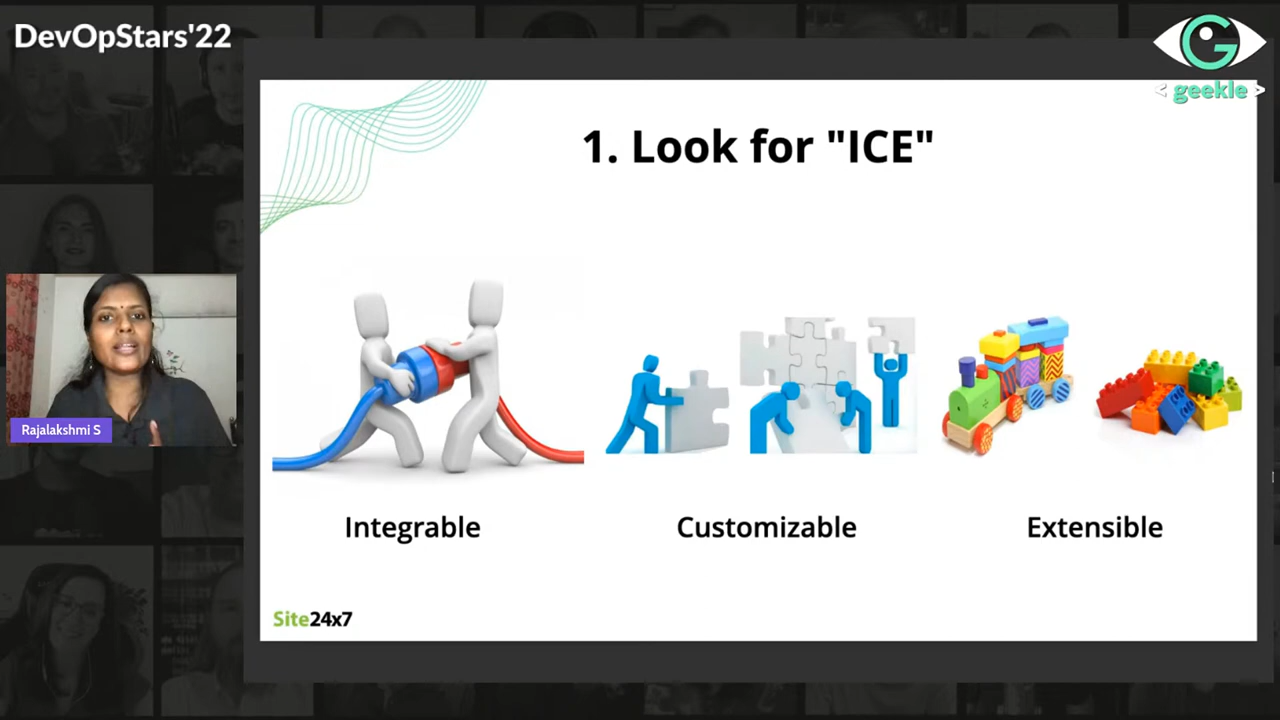 DevOpStars'22
G
< geekle >
1. Look for "ICE"
Rajalakshmi S
Integrable
Customizable
Extensible
Site24x7